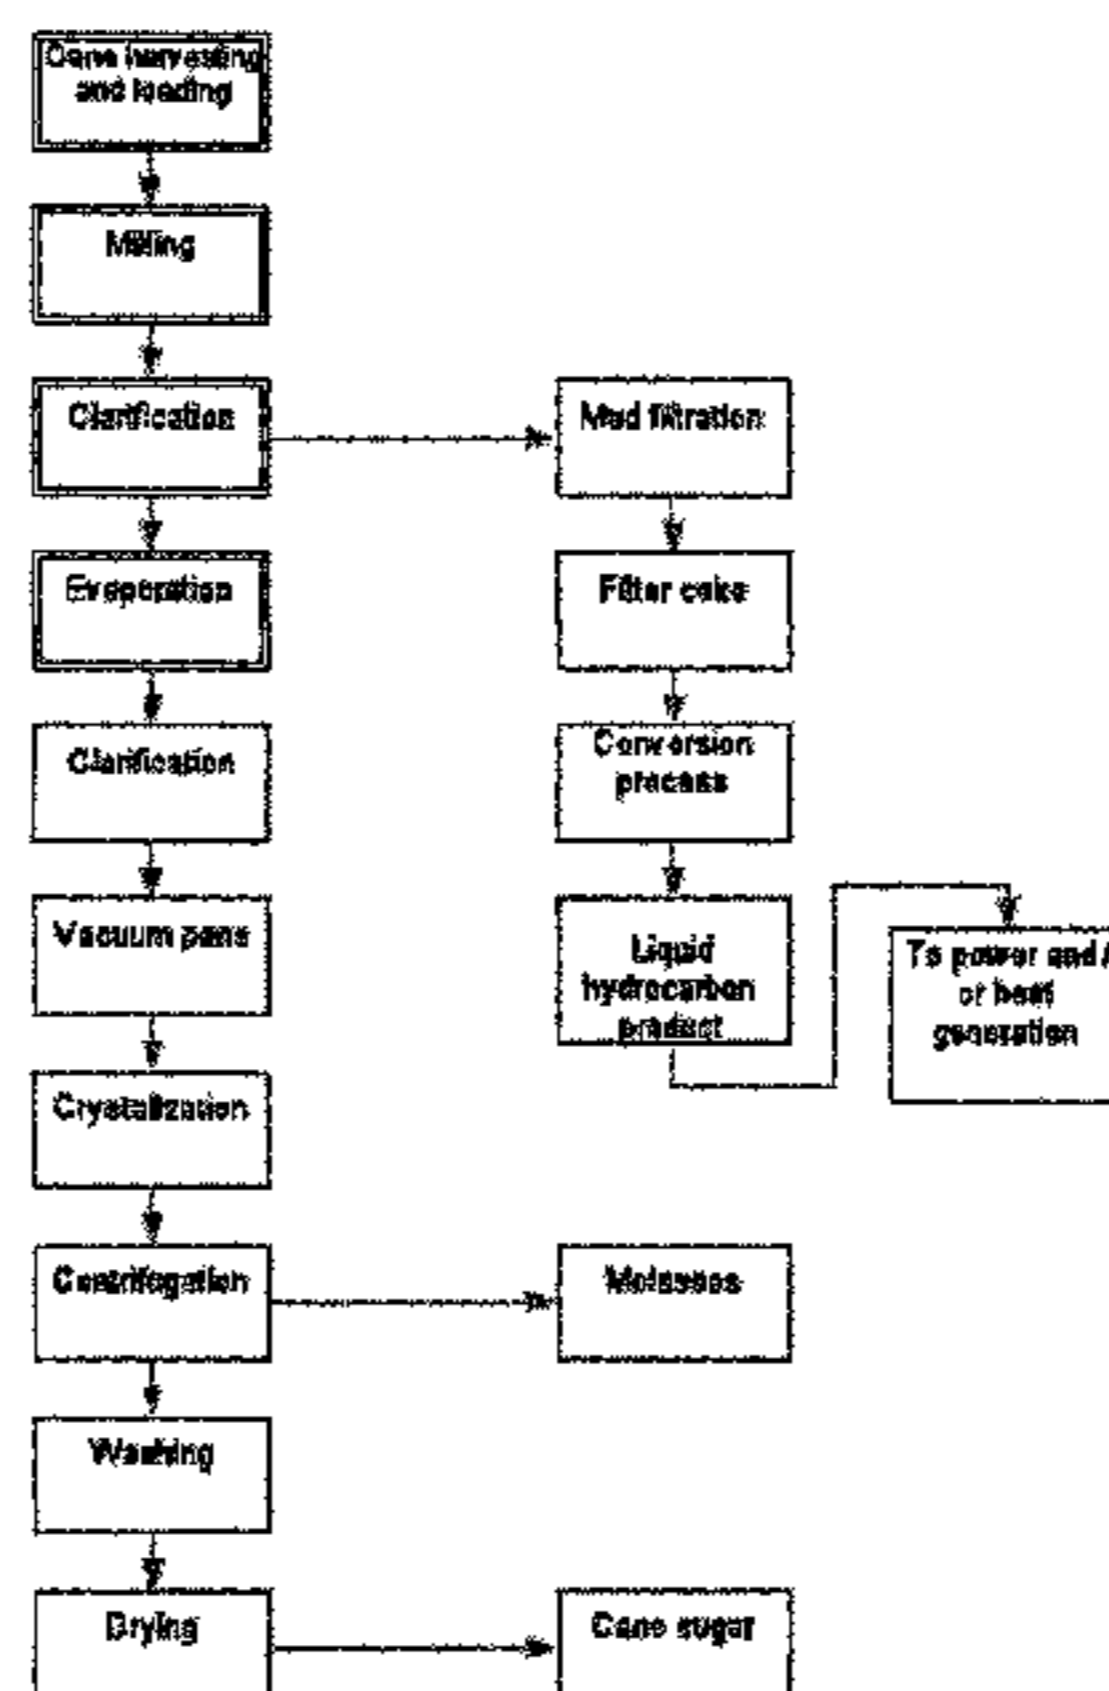 Cane harvesting
and loading
Milling
Clarification
Mud filtration
Evaporation
Filter cake
Clarification
Conversion
process
Vacuum pans
Liquid
hydrocarbon
product
To power and/
or heat
generation
Crystalization
Centrifugation
Molasses
Washing
Drying
Cane sugar